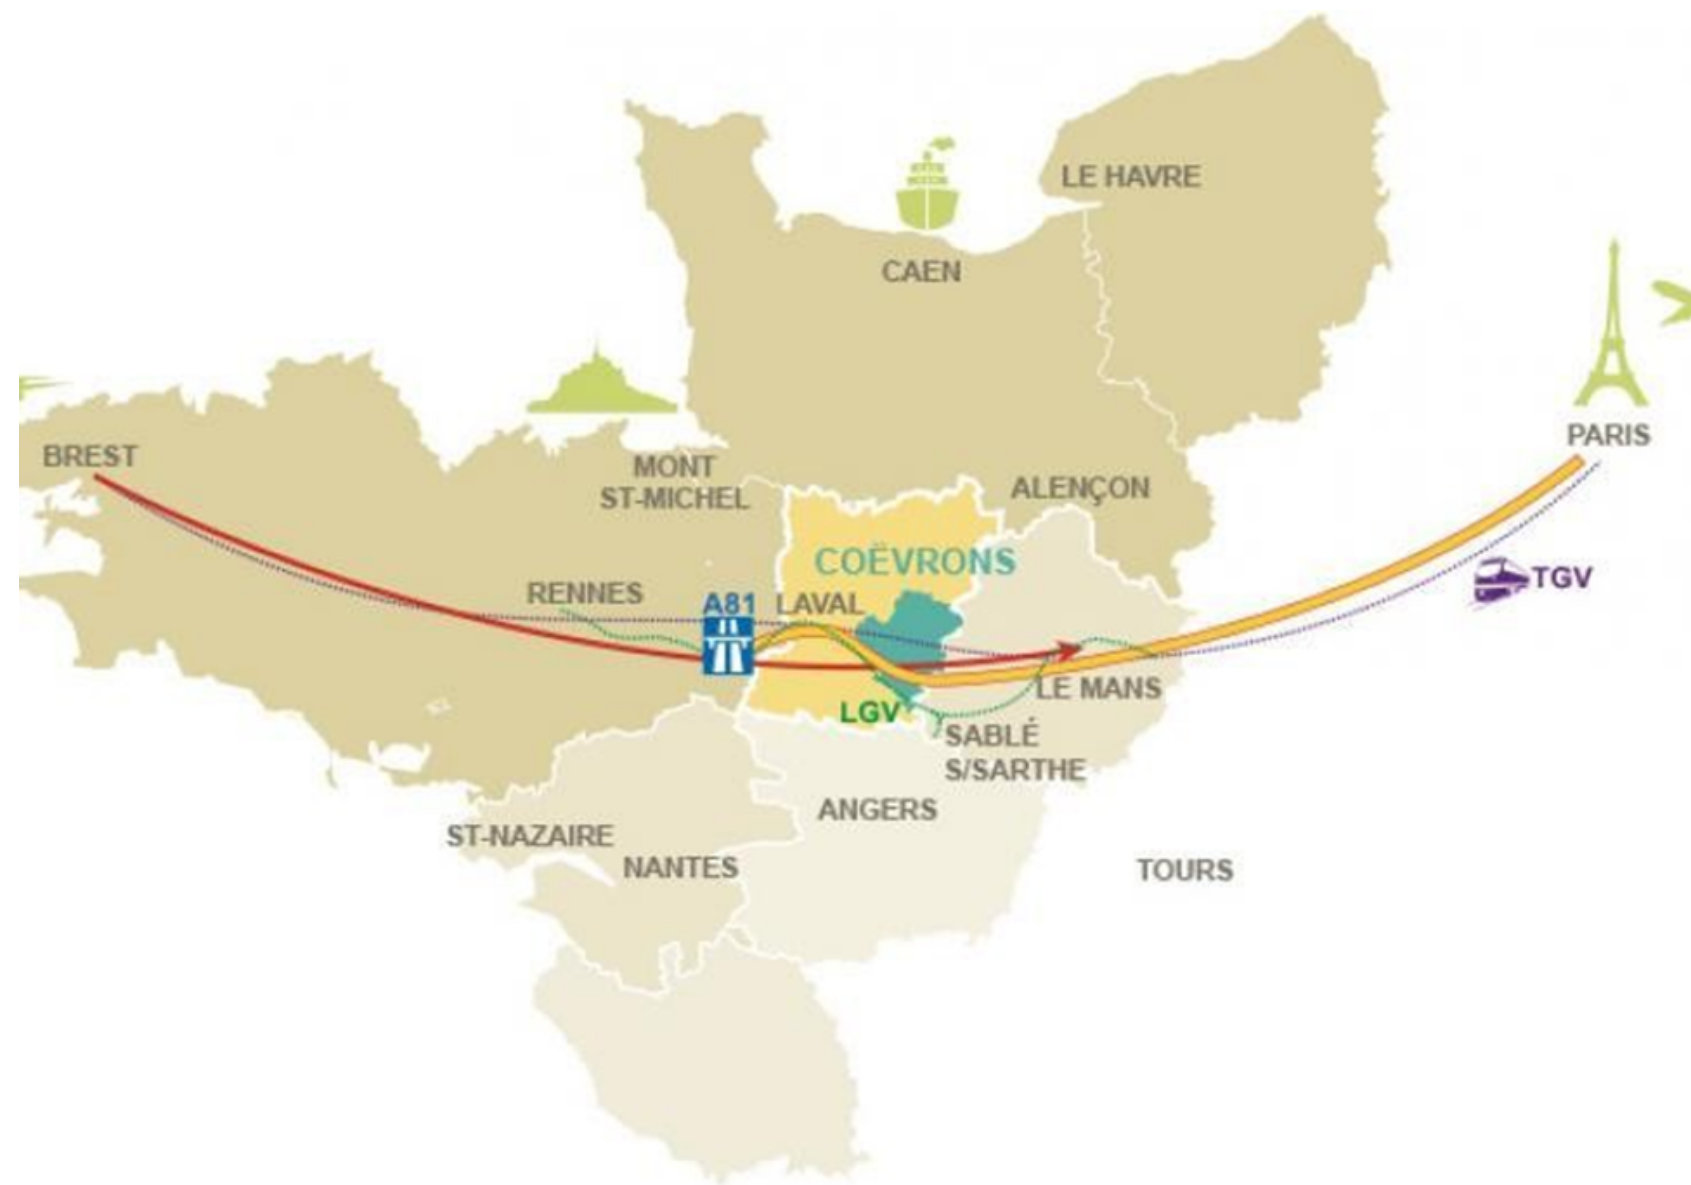 LE HAVRE
CAEN
PARIS
BREST
MONT
ST-MICHEL
ALENÇON
COËVRONS
TGV
RENNES
A81
LAVAL
LE MANS
LGV
SABLÉ
S/SARTHE
ANGERS
ST-NAZAIRE
NANTES
TOURS